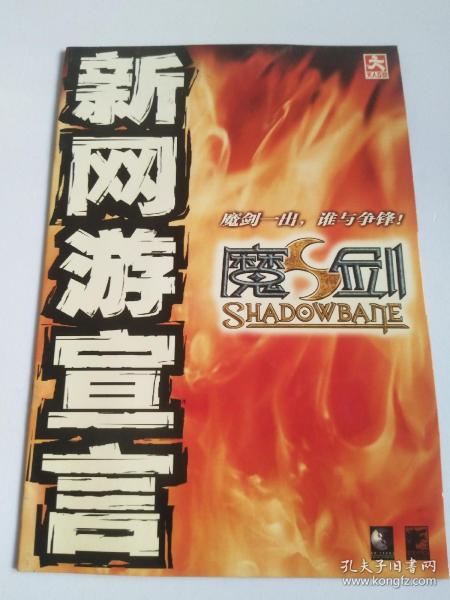 新网游宣言
魔剑一出，谁与争锋！
魔剑
SHADOWBANE
孔夫子旧书网
www.kongfz.com